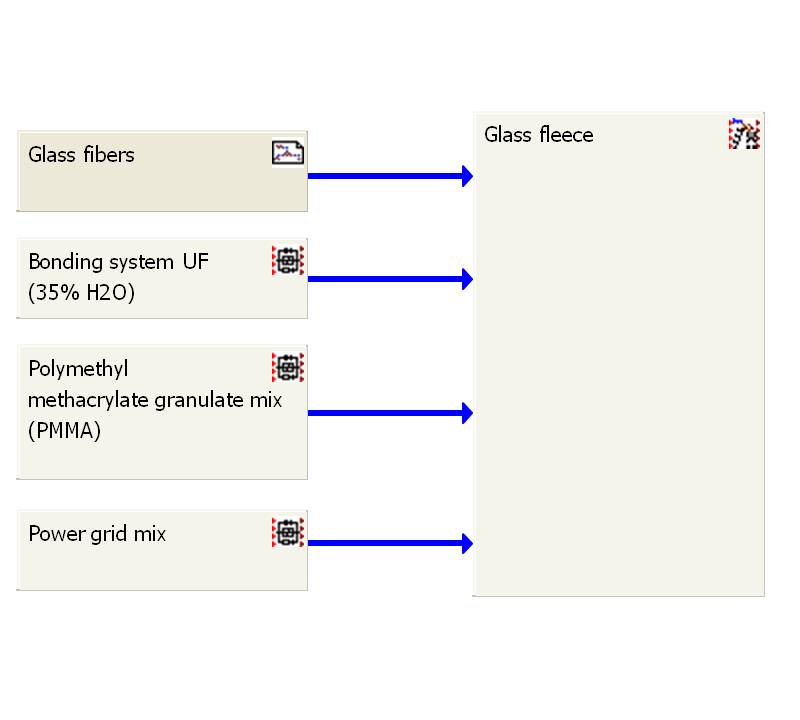 Glass fibers
Glass fleece
Bonding system UF
(35% H2O)
Polymethyl
methacrylate granulate mix
(PMMA)
Power grid mix